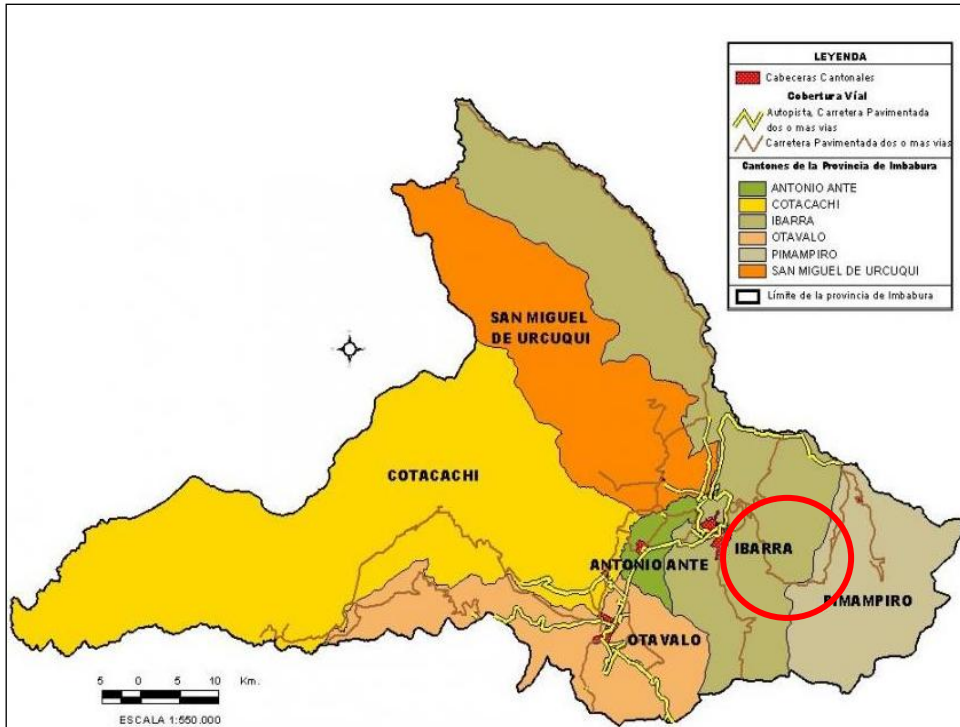 LEYENDA
Cabeceras Cantonales
Cobertura Víal
Autopista, Carretera Pavimentada
dos o mas vias
Carretera Pavimentada dos o mas vias
Cantones de la Provincia de Imbabura
ANTONIO ANTE
COTACACHI
IBARRA
OTAVALO
PIMAMPIRO
SAN MIGUEL DE URCUQUI
Límite de la provincia de Imbabura
SAN MIGUEL
DE URCUQUI
COTACACHI
IBARRA
ANTONIO ANTE
PIMAMPIRO
OTAVALO
5 0 5 10 Km.
ESCALA 1:550.000